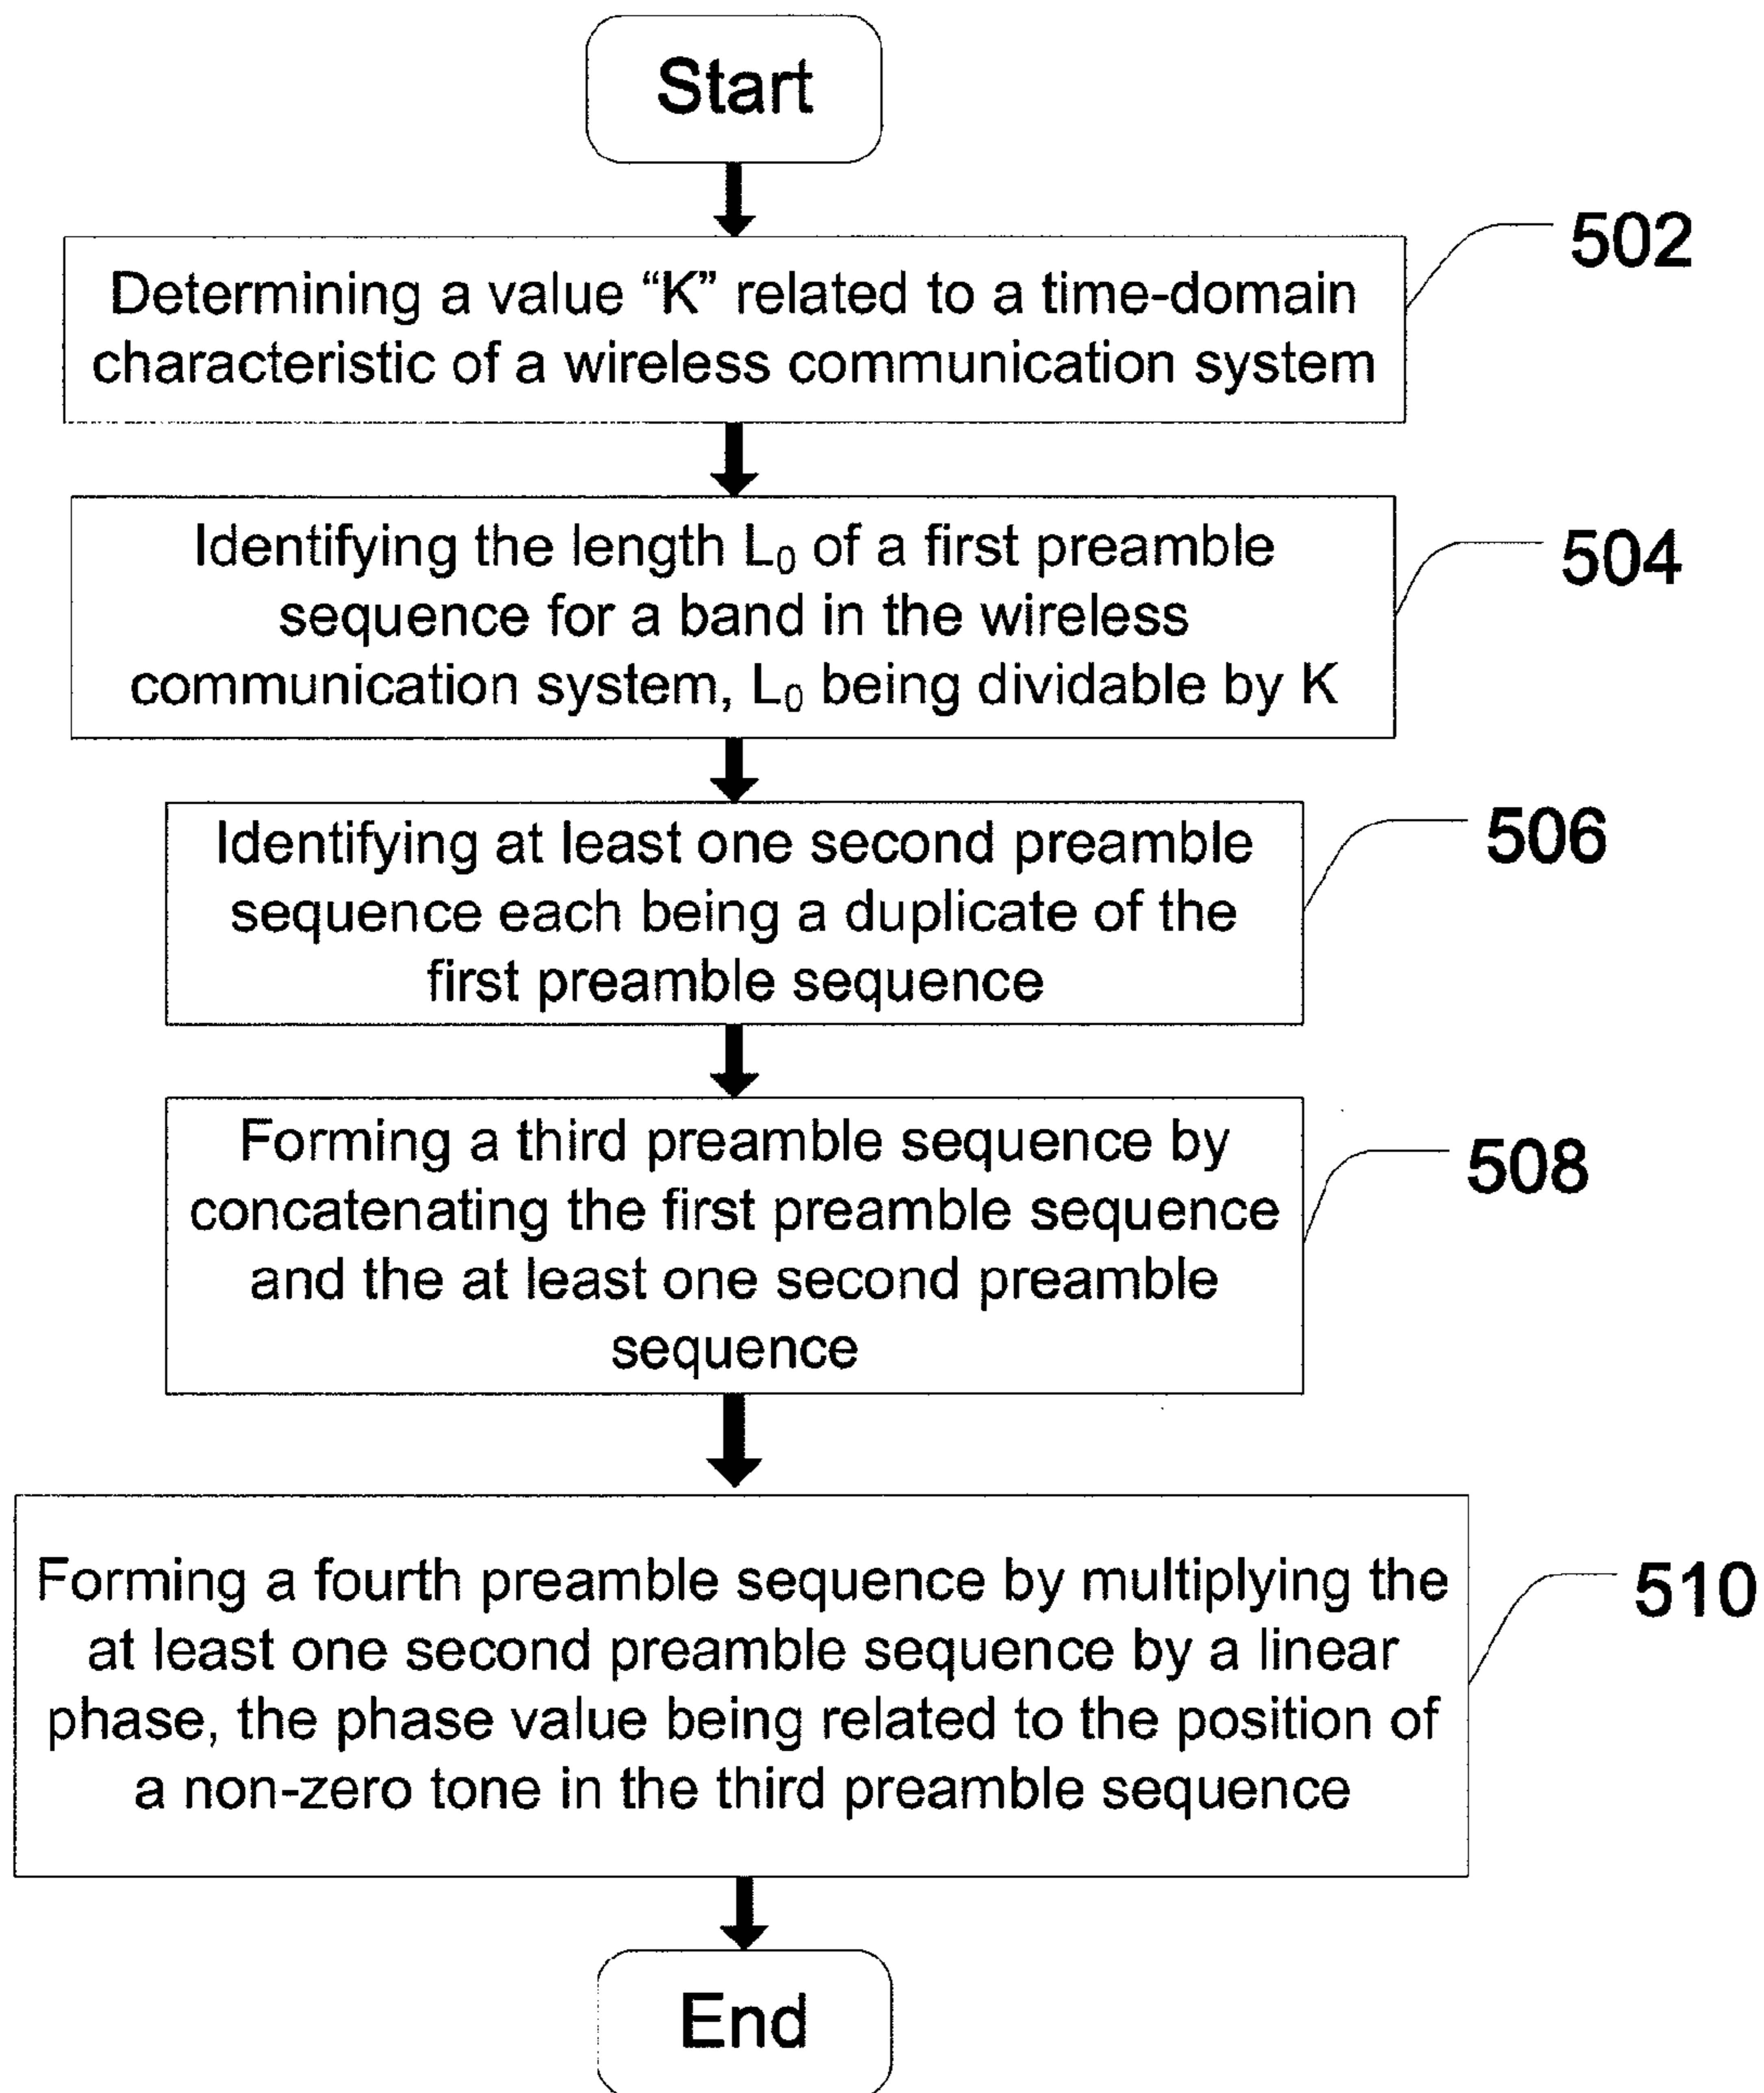 Start
502
Determining a value “K” related to a time-domain
characteristic of a wireless communication system
504
Identifying the length L₀ of a first preamble
sequence for a band in the wireless
communication system, L₀ being dividable by K
506
Identifying at least one second preamble
sequence each being a duplicate of the
first preamble sequence
508
Forming a third preamble sequence by
concatenating the first preamble sequence
and the at least one second preamble
sequence
510
Forming a fourth preamble sequence by multiplying the
at least one second preamble sequence by a linear
phase, the phase value being related to the position of
a non-zero tone in the third preamble sequence
End